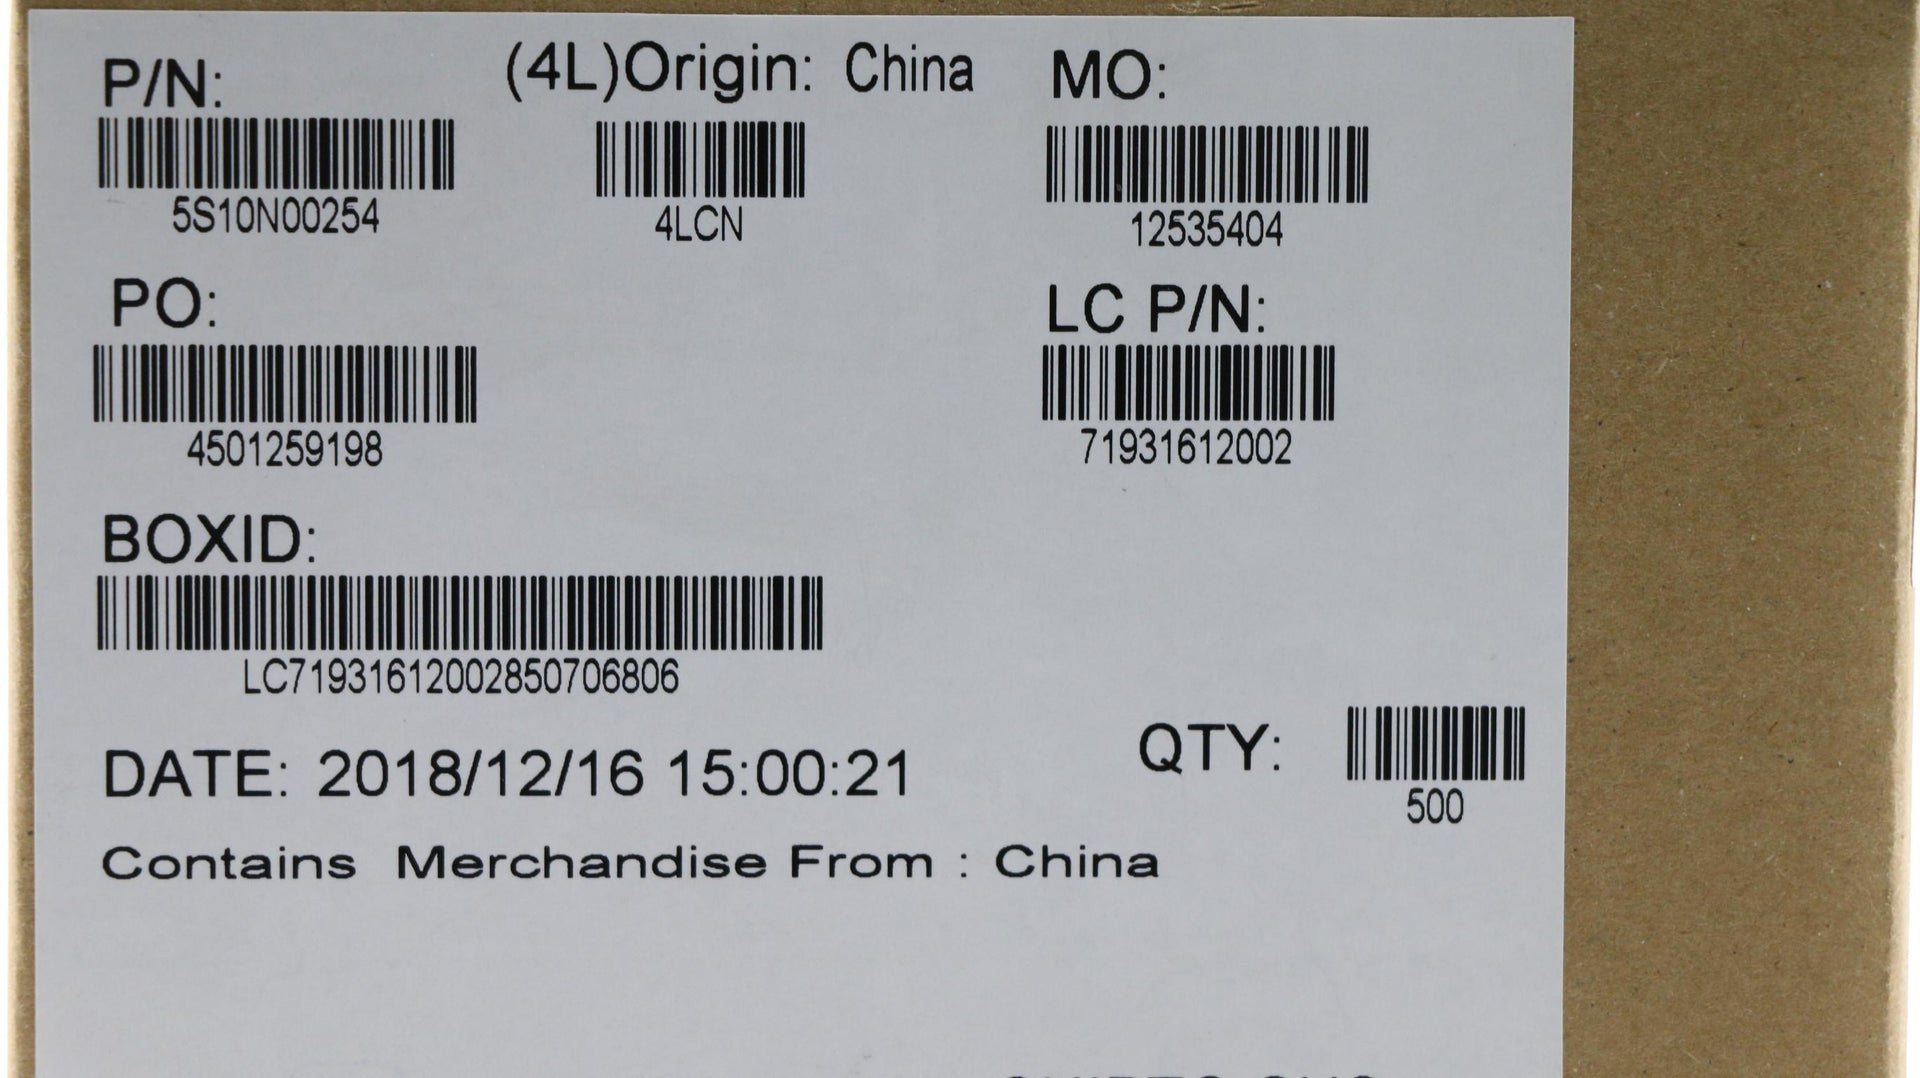 P/N:
(4L)Origin: China
MO:
5S10N00254
4LCN
12535404
PO:
LC P/N:
4501259198
71931612002
BOXID:
LC71931612002850706806
DATE: 2018/12/16 15:00:21
QTY:
500
Contains Merchandise From : China